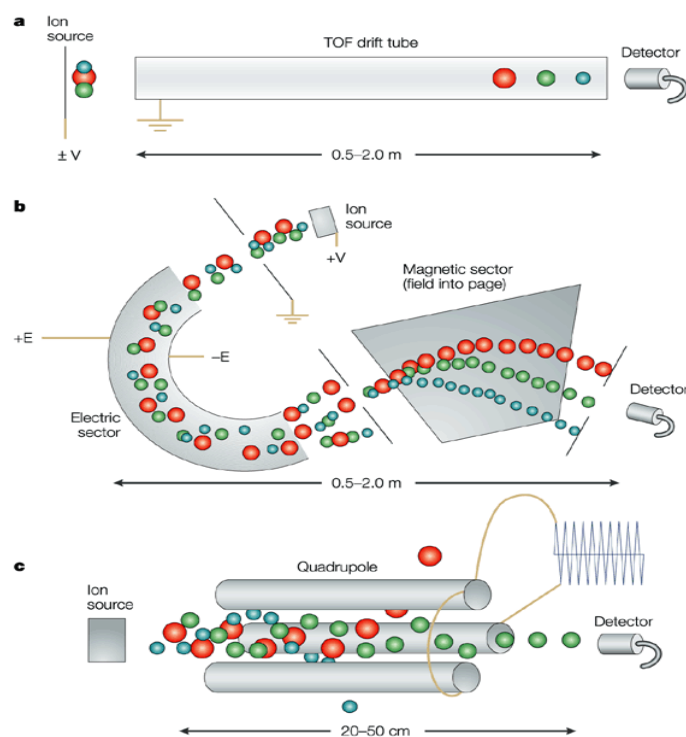 a
Ion
source
TOF drift tube
Detector
± V
0.5–2.0 m
b
Ion
source
+V
Magnetic sector
(field into page)
+E
–E
Electric
sector
Detector
0.5–2.0 m
c
Quadrupole
Ion
source
Detector
20–50 cm